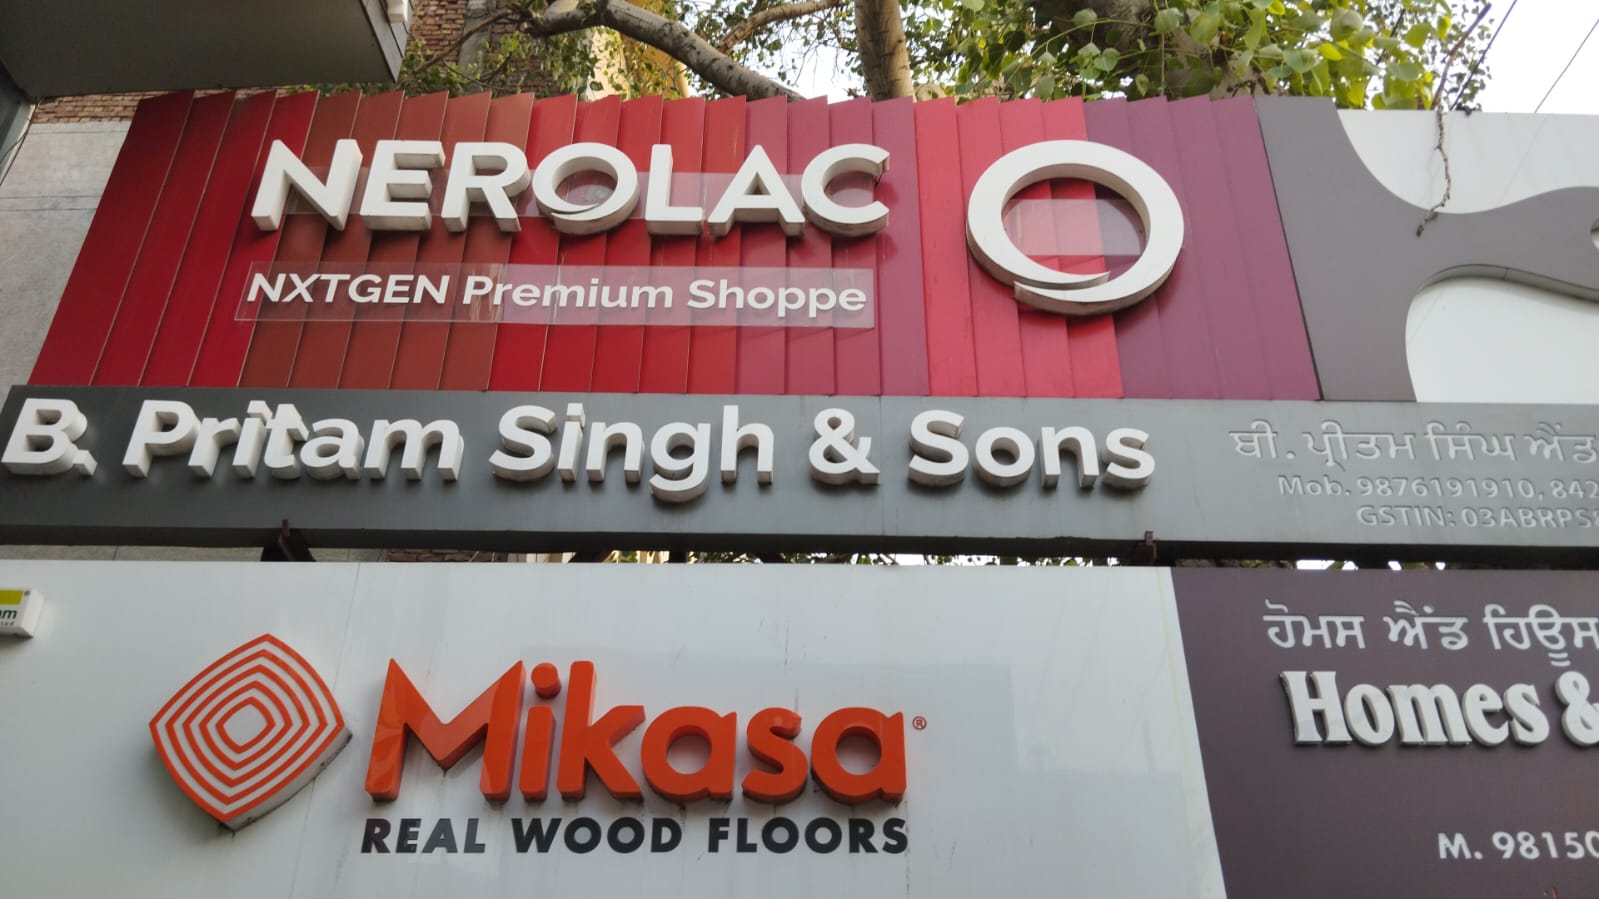 NEROLAC
NXTGEN Premium Shoppe
B. Pritam Singh & Sons
ਬੀ. ਪ੍ਰੀਤਮ ਸਿੰਘ ਐਂਡ
Mob. 9876191910, 842
GSTIN: 03ABRPS8
Mikasa®
REAL WOOD FLOORS
ਹੋਮਸ ਐਂਡ ਹਿਊਸ
Homes &
M. 98150